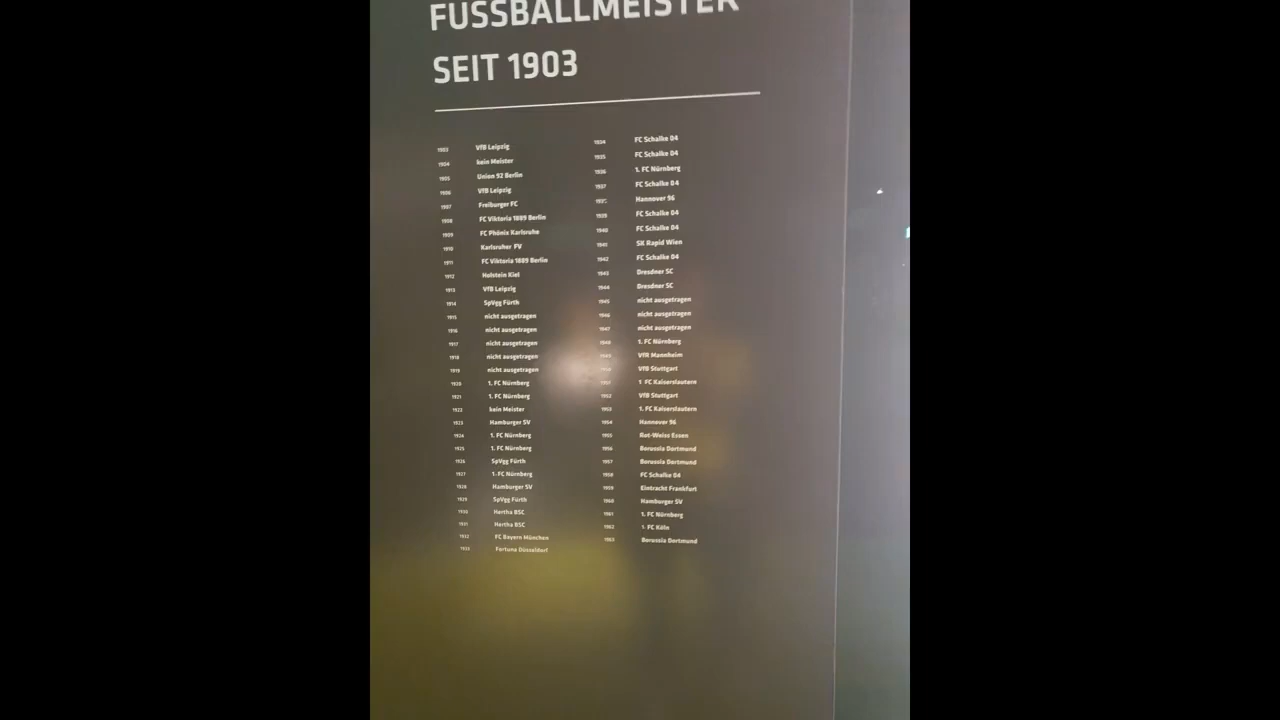 FUSSBALLMEISTER
SEIT 1903
1903 VfB Leipzig
1904 kein Meister
1905 Union 92 Berlin
1906 VfB Leipzig
1907 Freiburger FC
1908 FC Viktoria 1889 Berlin
1909 FC Phönix Karlsruhe
1910 Karlsruher FV
1911 FC Viktoria 1889 Berlin
1912 Holstein Kiel
1913 VfB Leipzig
1914 SpVgg Fürth
1915 nicht ausgetragen
1916 nicht ausgetragen
1917 nicht ausgetragen
1918 nicht ausgetragen
1919 nicht ausgetragen
1920 1. FC Nürnberg
1921 1. FC Nürnberg
1922 kein Meister
1923 Hamburger SV
1924 1. FC Nürnberg
1925 1. FC Nürnberg
1926 SpVgg Fürth
1927 1. FC Nürnberg
1928 Hamburger SV
1929 SpVgg Fürth
1930 Hertha BSC
1931 Hertha BSC
1932 FC Bayern München
1933 Fortuna Düsseldorf
1934 FC Schalke 04
1935 FC Schalke 04
1936 1. FC Nürnberg
1937 FC Schalke 04
Hannover 96
1939 FC Schalke 04
1940 FC Schalke 04
1941 SK Rapid Wien
1942 FC Schalke 04
1943 Dresdner SC
1944 Dresdner SC
1945 nicht ausgetragen
1946 nicht ausgetragen
1947 nicht ausgetragen
1948 1. FC Nürnberg
1949 VfR Mannheim
1950 VfB Stuttgart
1951 1. FC Kaiserslautern
1952 VfB Stuttgart
1953 1. FC Kaiserslautern
1954 Hannover 96
1955 Rot-Weiss Essen
1956 Borussia Dortmund
1957 Borussia Dortmund
1958 FC Schalke 04
1959 Eintracht Frankfurt
1960 Hamburger SV
1961 1. FC Nürnberg
1962 1. FC Köln
1963 Borussia Dortmund